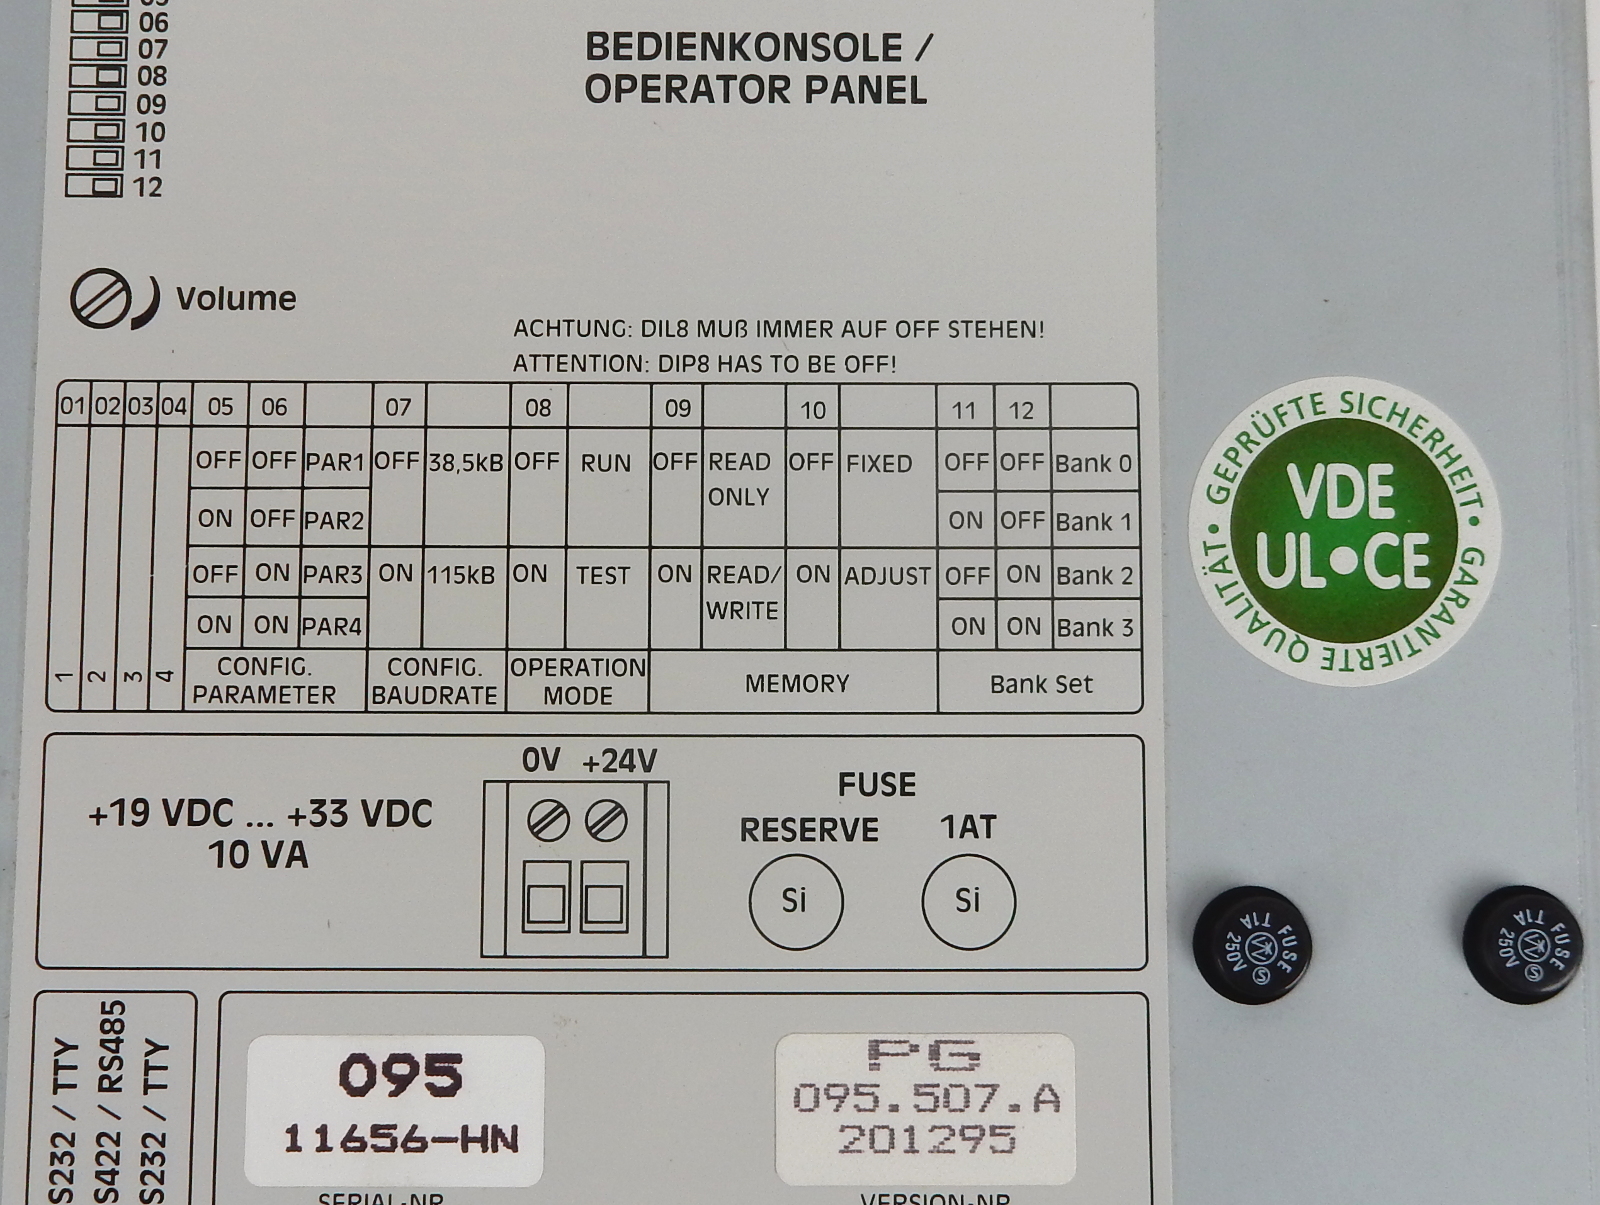 06
07
08
09
10
11
12
BEDIENKONSOLE /
OPERATOR PANEL
Volume
ACHTUNG: DIL8 MUß IMMER AUF OFF STEHEN!
ATTENTION: DIP8 HAS TO BE OFF!
01 02 03 04 05 06 07 08 09 10 11 12
OFF OFF PAR1 OFF 38,5kB OFF RUN OFF READ ONLY OFF FIXED OFF OFF Bank 0
ON OFF PAR2 ON OFF Bank 1
OFF ON PAR3 ON 115kB ON TEST ON READ/ WRITE ON ADJUST OFF ON Bank 2
ON ON PAR4 ON ON Bank 3
1 2 3 4 CONFIG. PARAMETER CONFIG. BAUDRATE OPERATION MODE MEMORY Bank Set
GEPRÜFTE SICHERHEIT • GARANTIERTE QUALITÄT •
VDE
UL•CE
+19 VDC ... +33 VDC
10 VA
0V +24V
FUSE
RESERVE 1AT
Si Si
FUSE T1A 250V
FUSE T1A 250V
S232 / TTY
S422 / RS485
S232 / TTY
095
11656-HN
SERIAL-NR
PG
095.507.A
201295
VERSION-NR